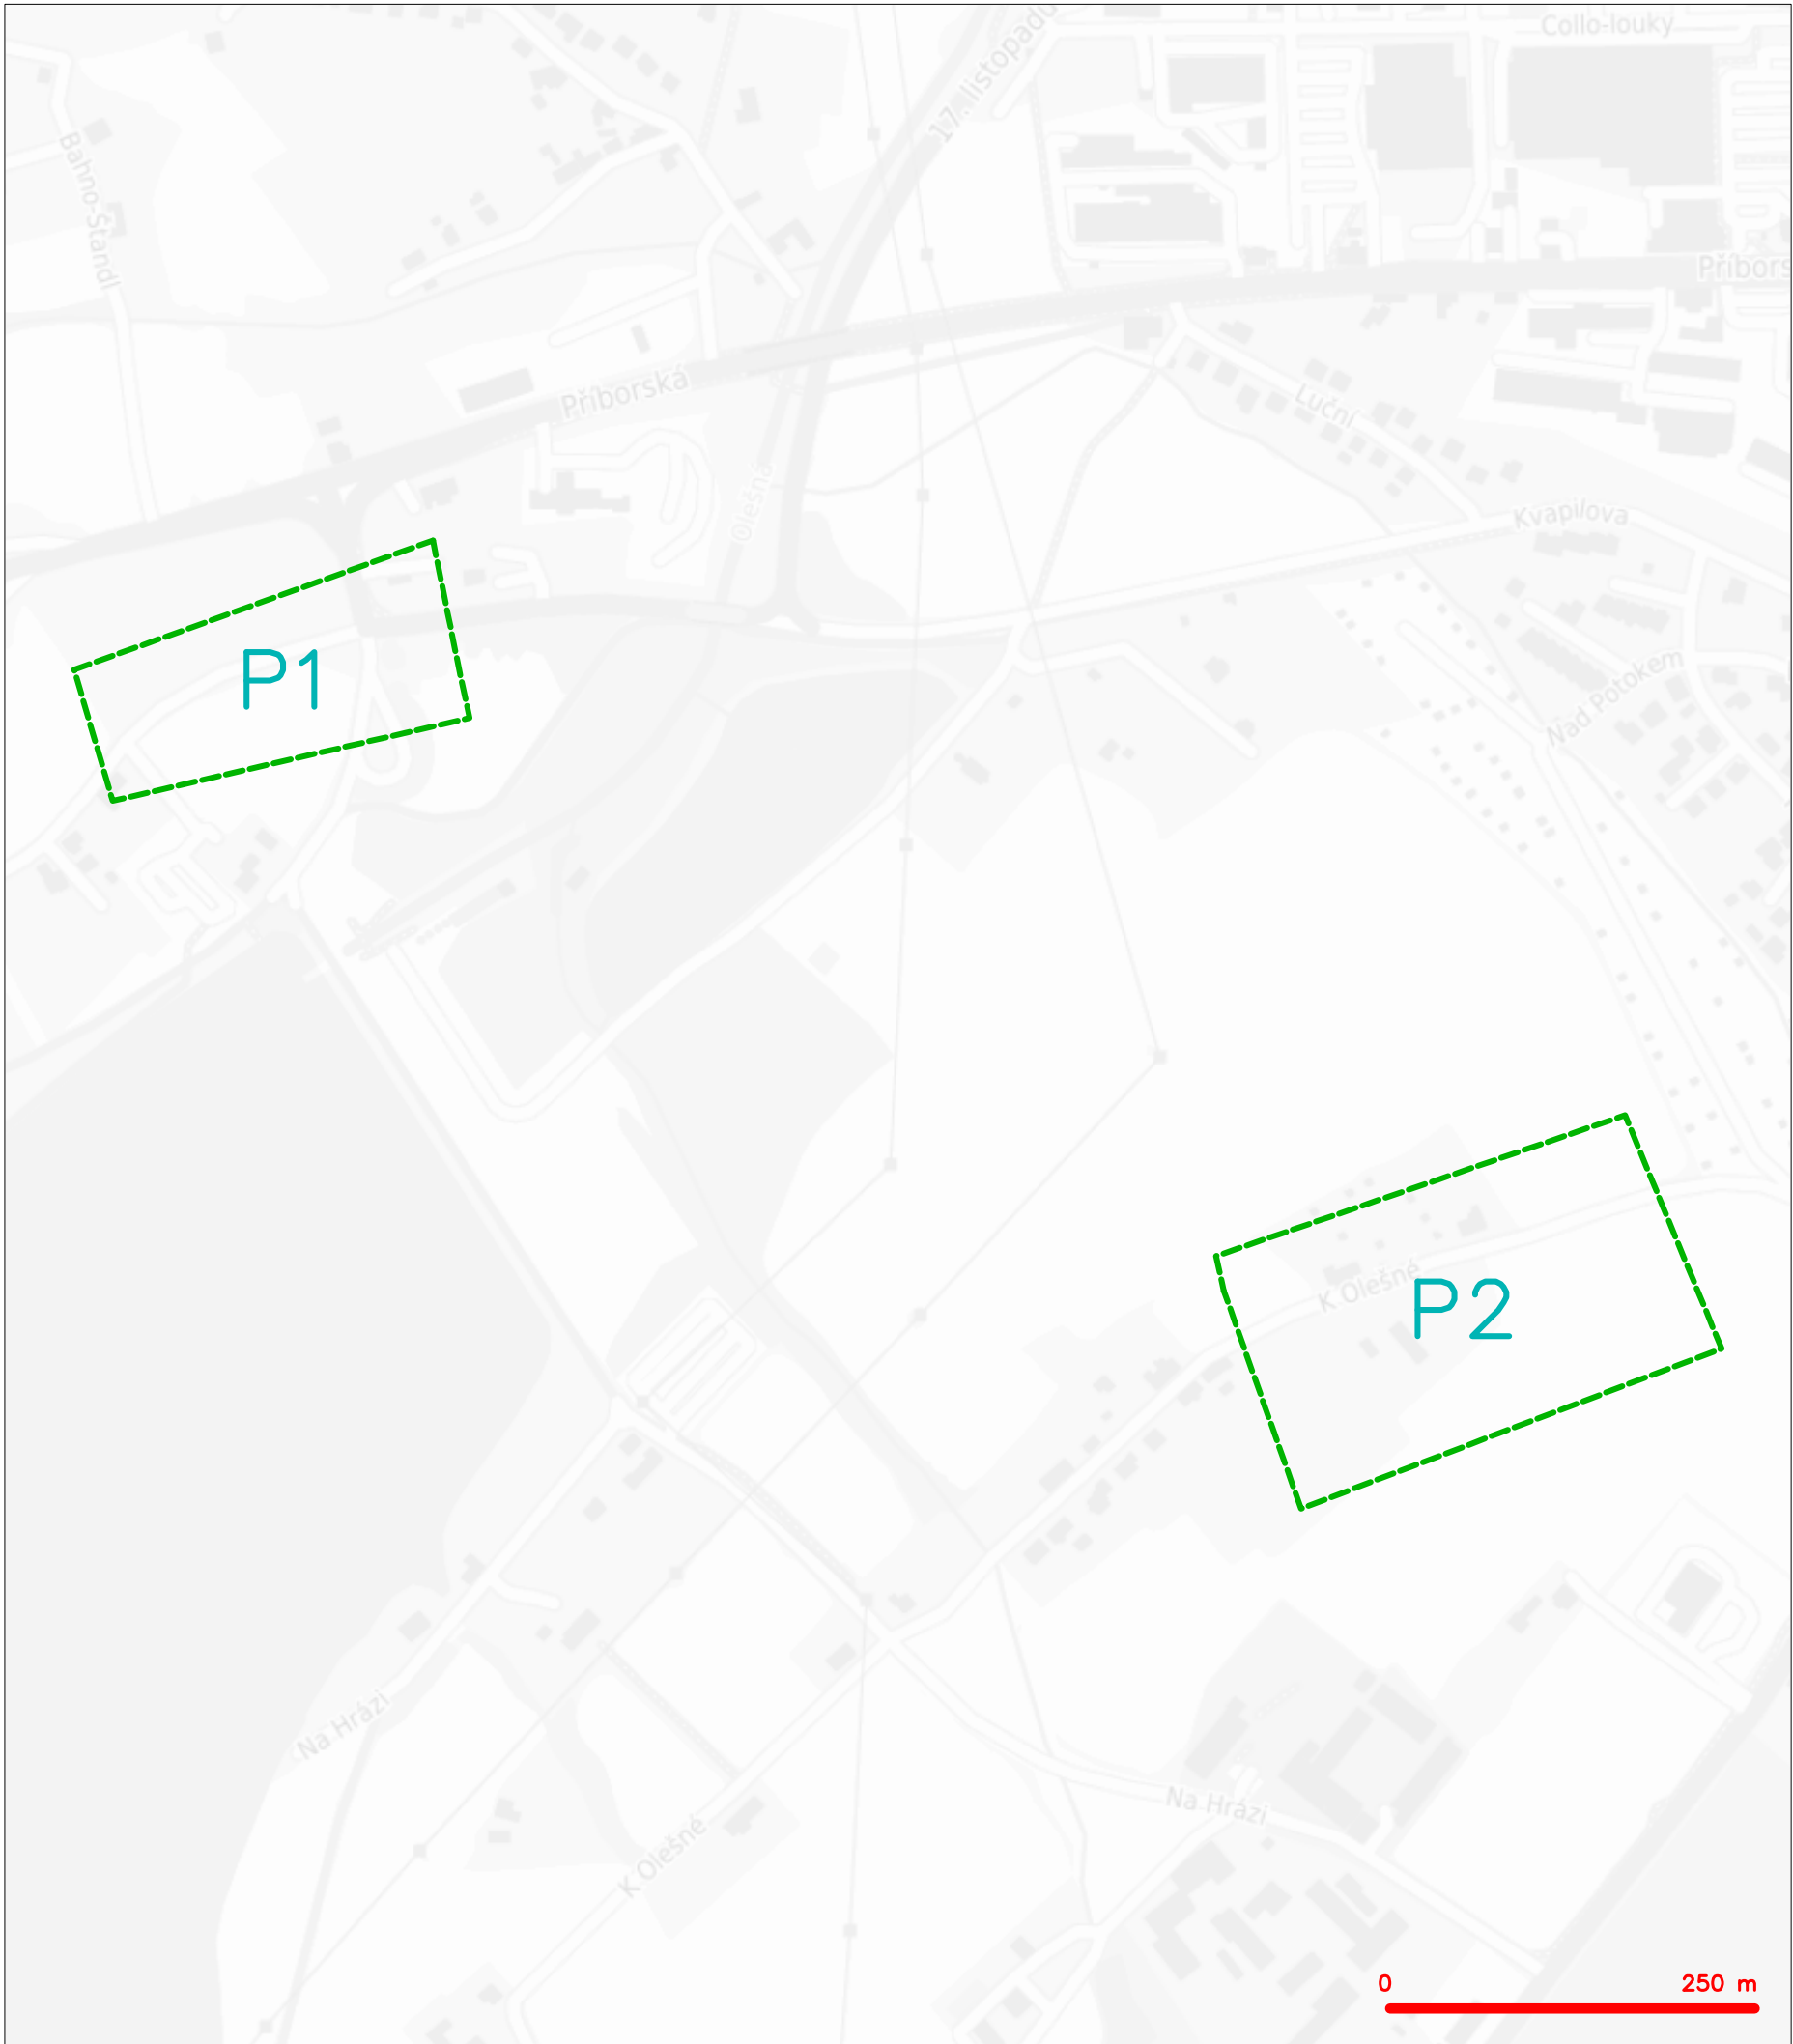 Collo-louky
17. listopadu
Bahno-Štandl
Příbors
Příborská
Luční
Olešná
Kvapilova
P1
Nad Potokem
K Olešné
P2
Na Hrázi
Na Hrázi
K Olešné
0 250 m